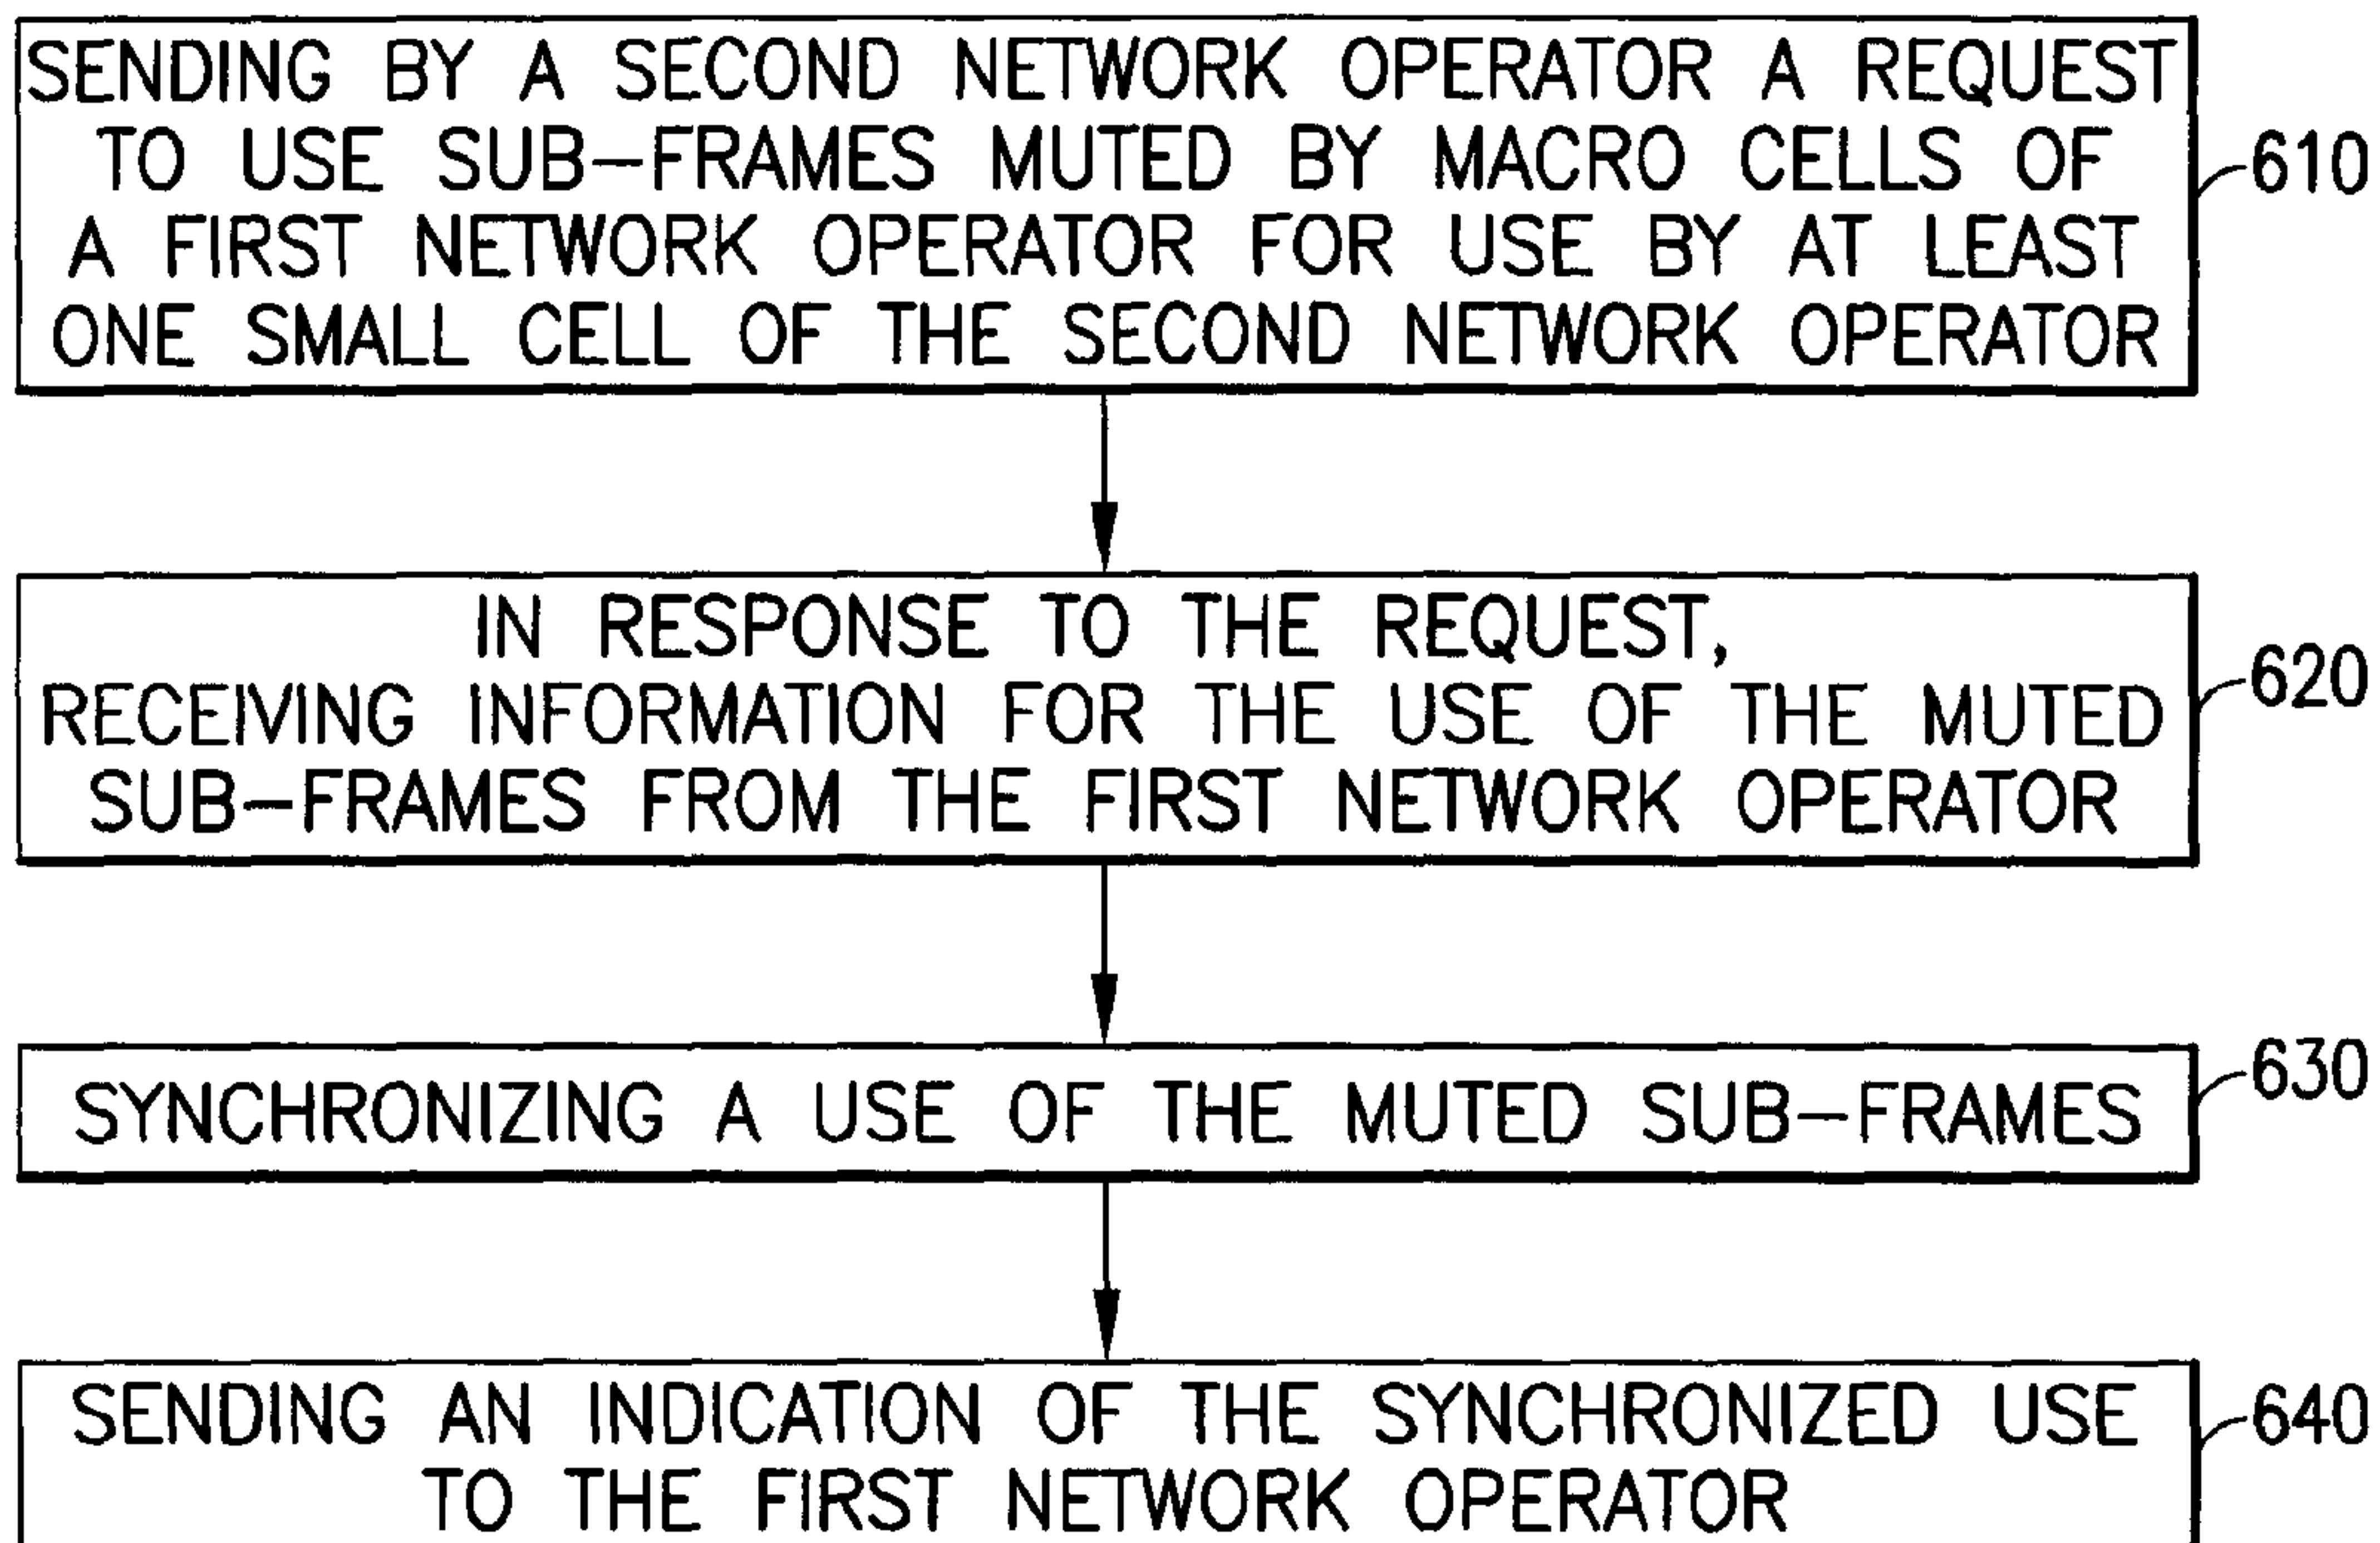 SENDING BY A SECOND NETWORK OPERATOR A REQUEST
TO USE SUB-FRAMES MUTED BY MACRO CELLS OF
A FIRST NETWORK OPERATOR FOR USE BY AT LEAST
ONE SMALL CELL OF THE SECOND NETWORK OPERATOR
610
IN RESPONSE TO THE REQUEST,
RECEIVING INFORMATION FOR THE USE OF THE MUTED
SUB-FRAMES FROM THE FIRST NETWORK OPERATOR
620
SYNCHRONIZING A USE OF THE MUTED SUB-FRAMES
630
SENDING AN INDICATION OF THE SYNCHRONIZED USE
TO THE FIRST NETWORK OPERATOR
640